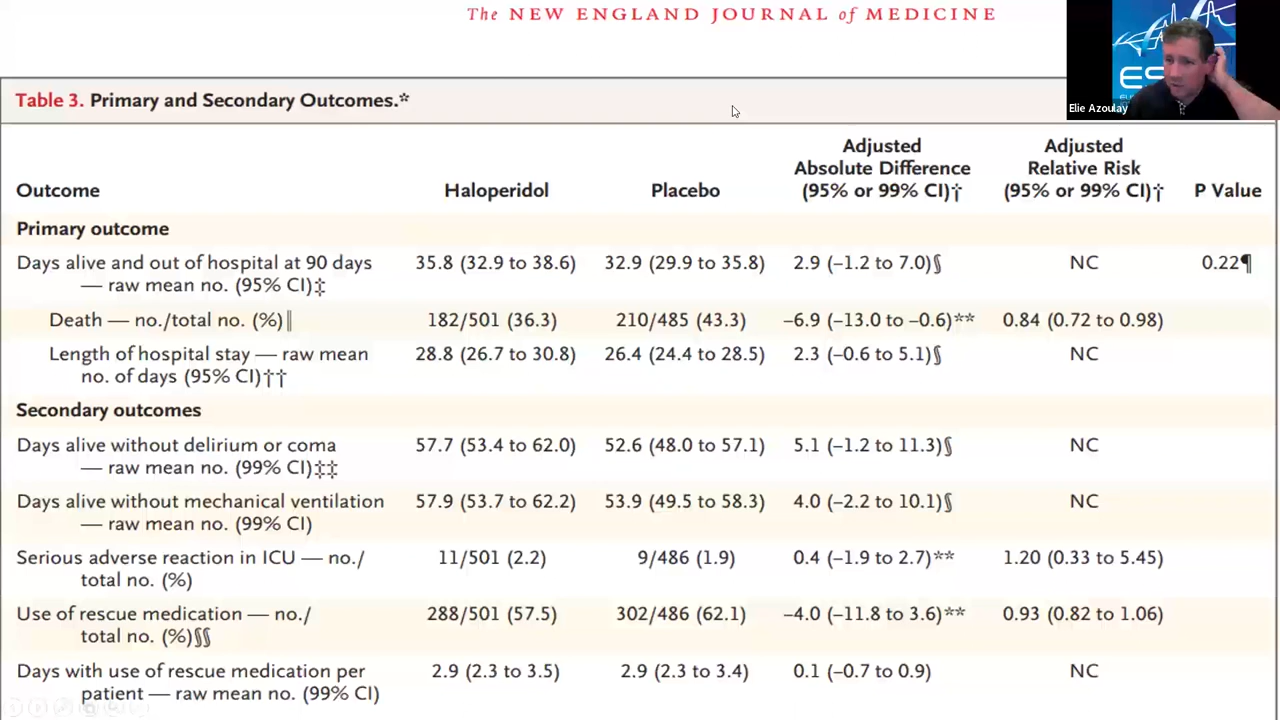 The NEW ENGLAND JOURNAL of MEDICINE
ES
Elie Azoulay
Table 3. Primary and Secondary Outcomes.*
Outcome Haloperidol Placebo Adjusted Absolute Difference (95% or 99% CI)† Adjusted Relative Risk (95% or 99% CI)† P Value
Primary outcome
Days alive and out of hospital at 90 days 35.8 (32.9 to 38.6) 32.9 (29.9 to 35.8) 2.9 (−1.2 to 7.0)§ NC 0.22¶
— raw mean no. (95% CI)‡
Death — no./total no. (%)‖ 182/501 (36.3) 210/485 (43.3) −6.9 (−13.0 to −0.6)** 0.84 (0.72 to 0.98)
Length of hospital stay — raw mean 28.8 (26.7 to 30.8) 26.4 (24.4 to 28.5) 2.3 (−0.6 to 5.1)§ NC
no. of days (95% CI)††
Secondary outcomes
Days alive without delirium or coma 57.7 (53.4 to 62.0) 52.6 (48.0 to 57.1) 5.1 (−1.2 to 11.3)§ NC
— raw mean no. (99% CI)‡‡
Days alive without mechanical ventilation 57.9 (53.7 to 62.2) 53.9 (49.5 to 58.3) 4.0 (−2.2 to 10.1)§ NC
— raw mean no. (99% CI)
Serious adverse reaction in ICU — no./ 11/501 (2.2) 9/486 (1.9) 0.4 (−1.9 to 2.7)** 1.20 (0.33 to 5.45)
total no. (%)
Use of rescue medication — no./ 288/501 (57.5) 302/486 (62.1) −4.0 (−11.8 to 3.6)** 0.93 (0.82 to 1.06)
total no. (%)§§
Days with use of rescue medication per 2.9 (2.3 to 3.5) 2.9 (2.3 to 3.4) 0.1 (−0.7 to 0.9) NC
patient — raw mean no. (99% CI)